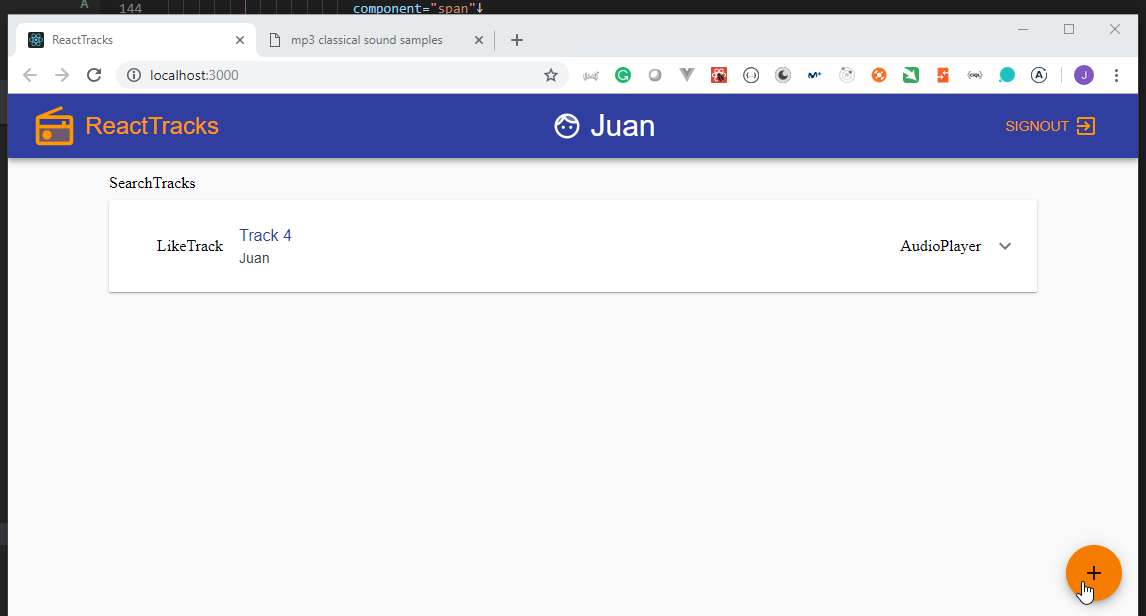 144 component="span"↓
ReactTracks mp3 classical sound samples
localhost:3000 J
ReactTracks Juan SIGNOUT
SearchTracks
LikeTrack Track 4 AudioPlayer
Juan